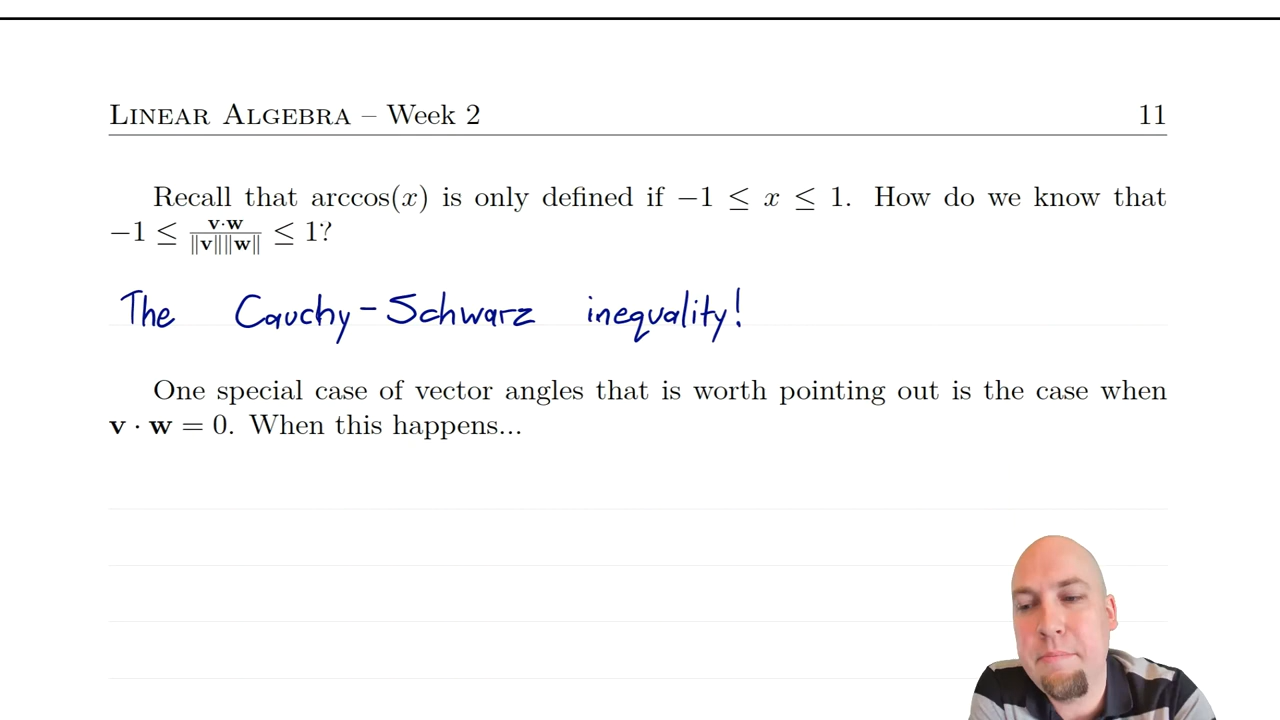 LINEAR ALGEBRA – Week 2 11
Recall that arccos(x) is only defined if −1 ≤ x ≤ 1. How do we know that
−1 ≤ v·w/‖v‖‖w‖ ≤ 1?
The Cauchy-Schwarz inequality!
One special case of vector angles that is worth pointing out is the case when
v · w = 0. When this happens...